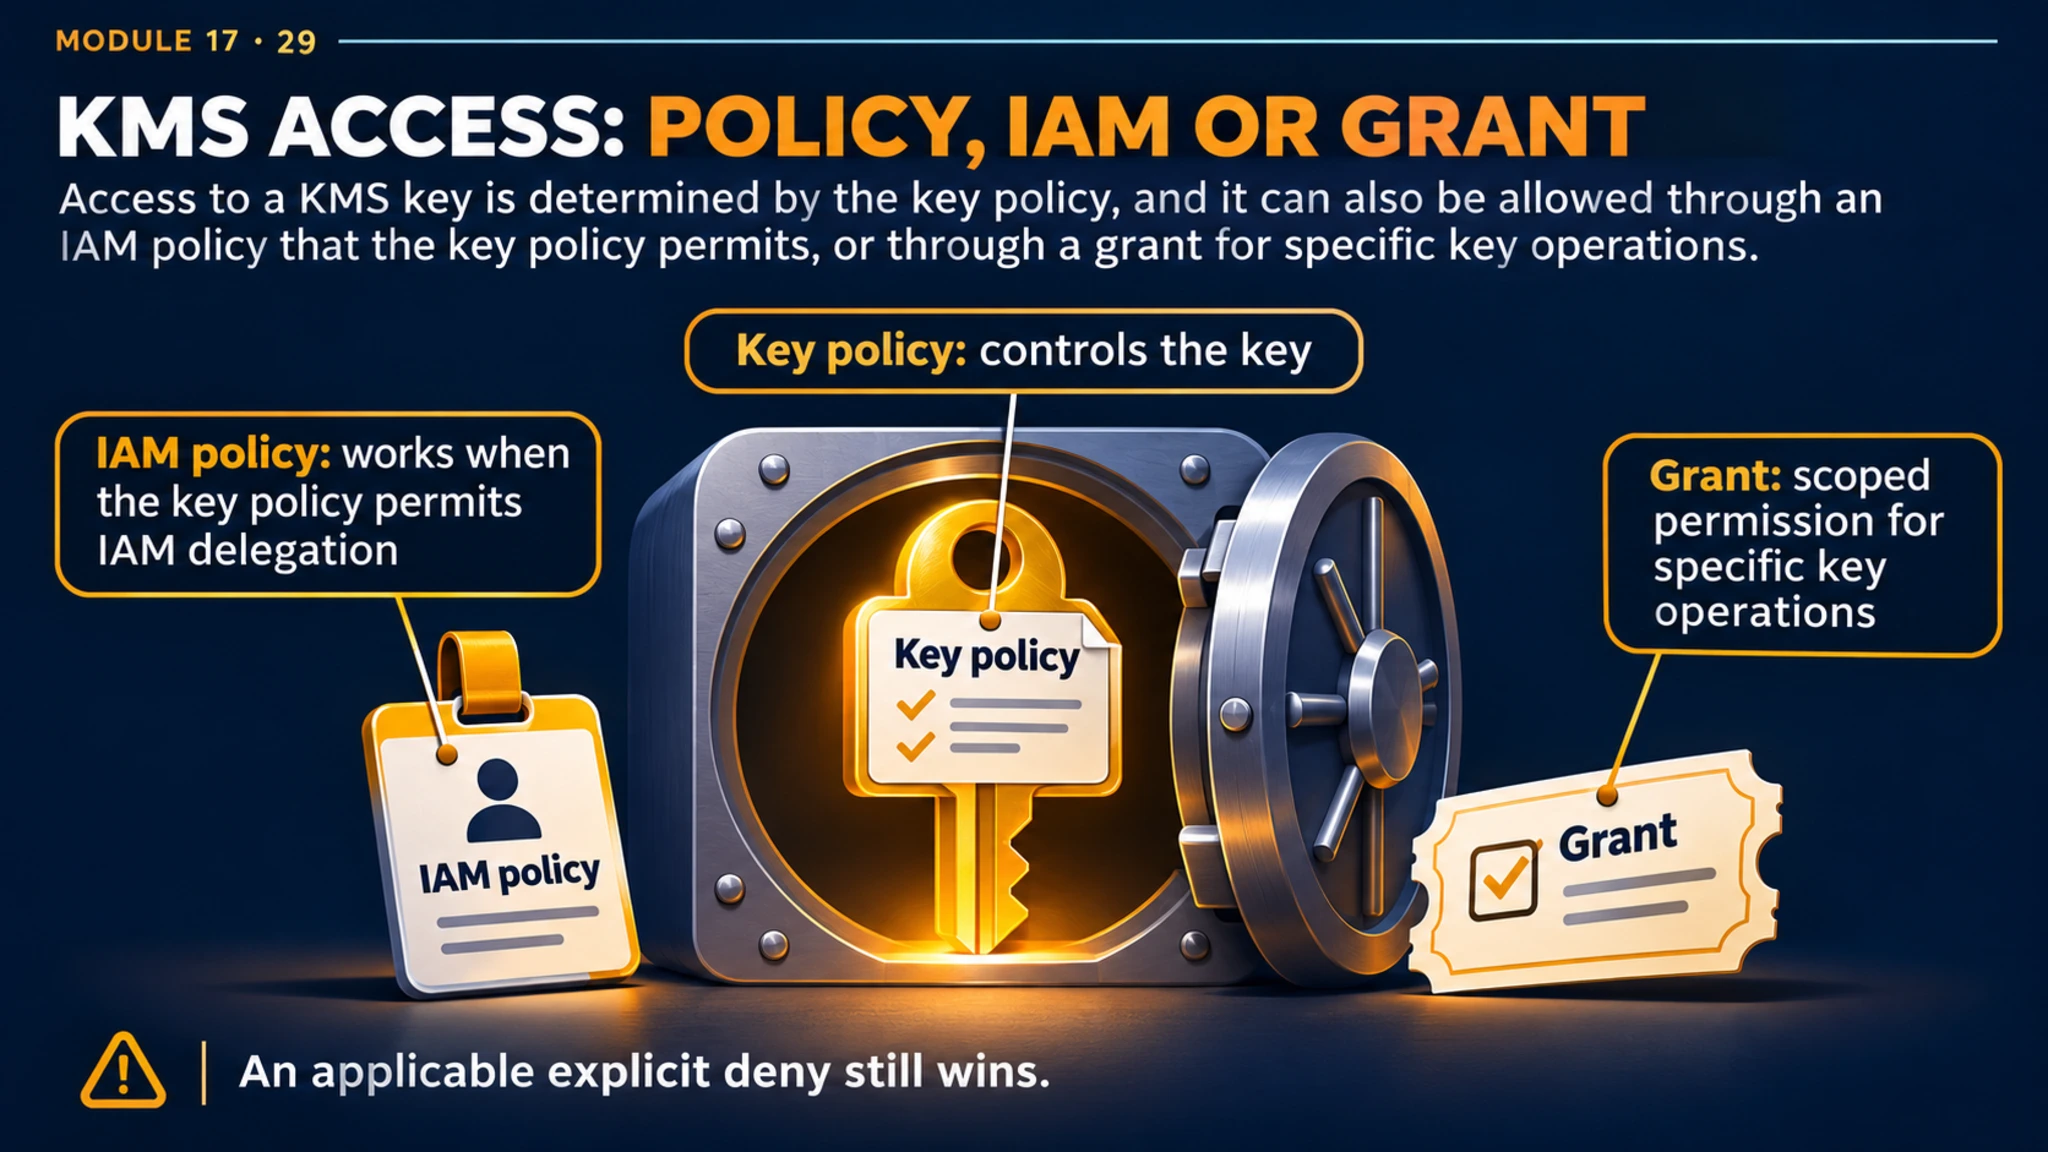 MODULE 17 · 29
KMS ACCESS: POLICY, IAM OR GRANT
Access to a KMS key is determined by the key policy, and it can also be allowed through an
IAM policy that the key policy permits, or through a grant for specific key operations.
Key policy: controls the key
IAM policy: works when
the key policy permits
IAM delegation
Grant: scoped
permission for
specific key
operations
Key policy
IAM policy
Grant
An applicable explicit deny still wins.